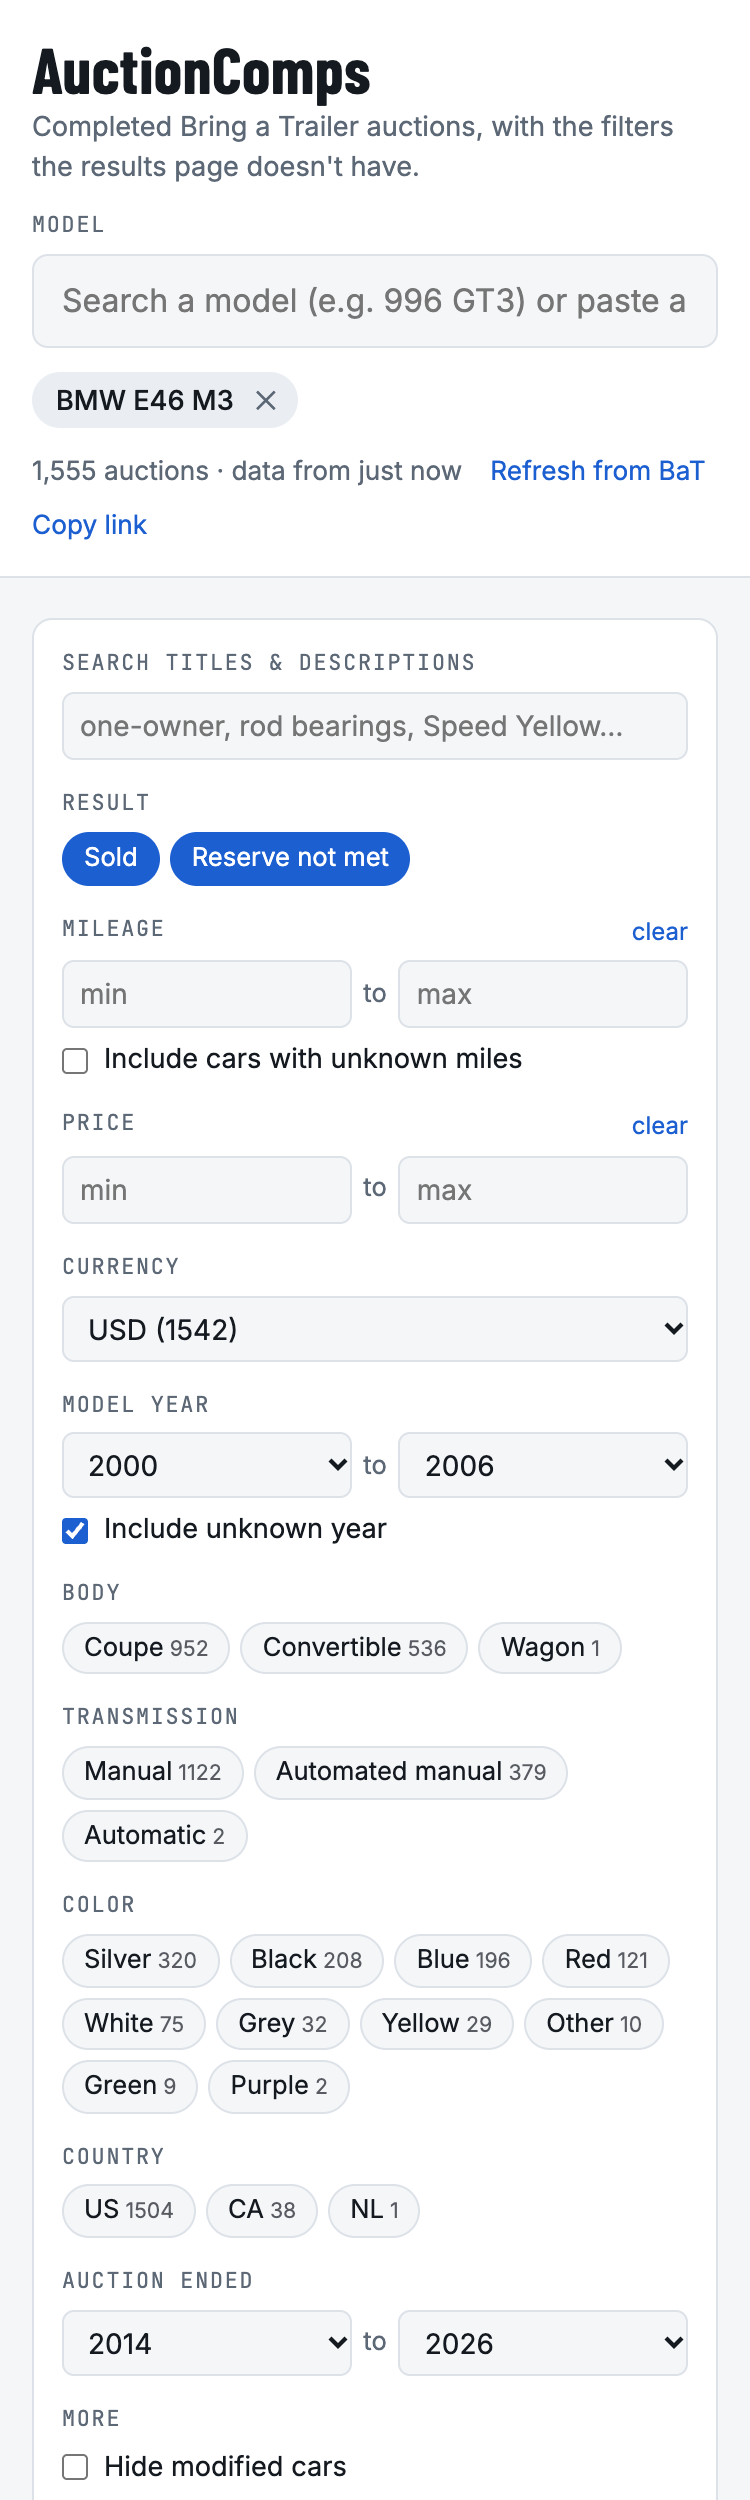 AuctionComps
Completed Bring a Trailer auctions, with the filters
the results page doesn't have.
MODEL
Search a model (e.g. 996 GT3) or paste a
BMW E46 M3 ×
1,555 auctions · data from just now Refresh from BaT
Copy link
SEARCH TITLES & DESCRIPTIONS
one-owner, rod bearings, Speed Yellow...
RESULT
Sold Reserve not met
MILEAGE clear
min to max
Include cars with unknown miles
PRICE clear
min to max
CURRENCY
USD (1542)
MODEL YEAR
2000 to 2006
Include unknown year
BODY
Coupe 952 Convertible 536 Wagon 1
TRANSMISSION
Manual 1122 Automated manual 379
Automatic 2
COLOR
Silver 320 Black 208 Blue 196 Red 121
White 75 Grey 32 Yellow 29 Other 10
Green 9 Purple 2
COUNTRY
US 1504 CA 38 NL 1
AUCTION ENDED
2014 to 2026
MORE
Hide modified cars